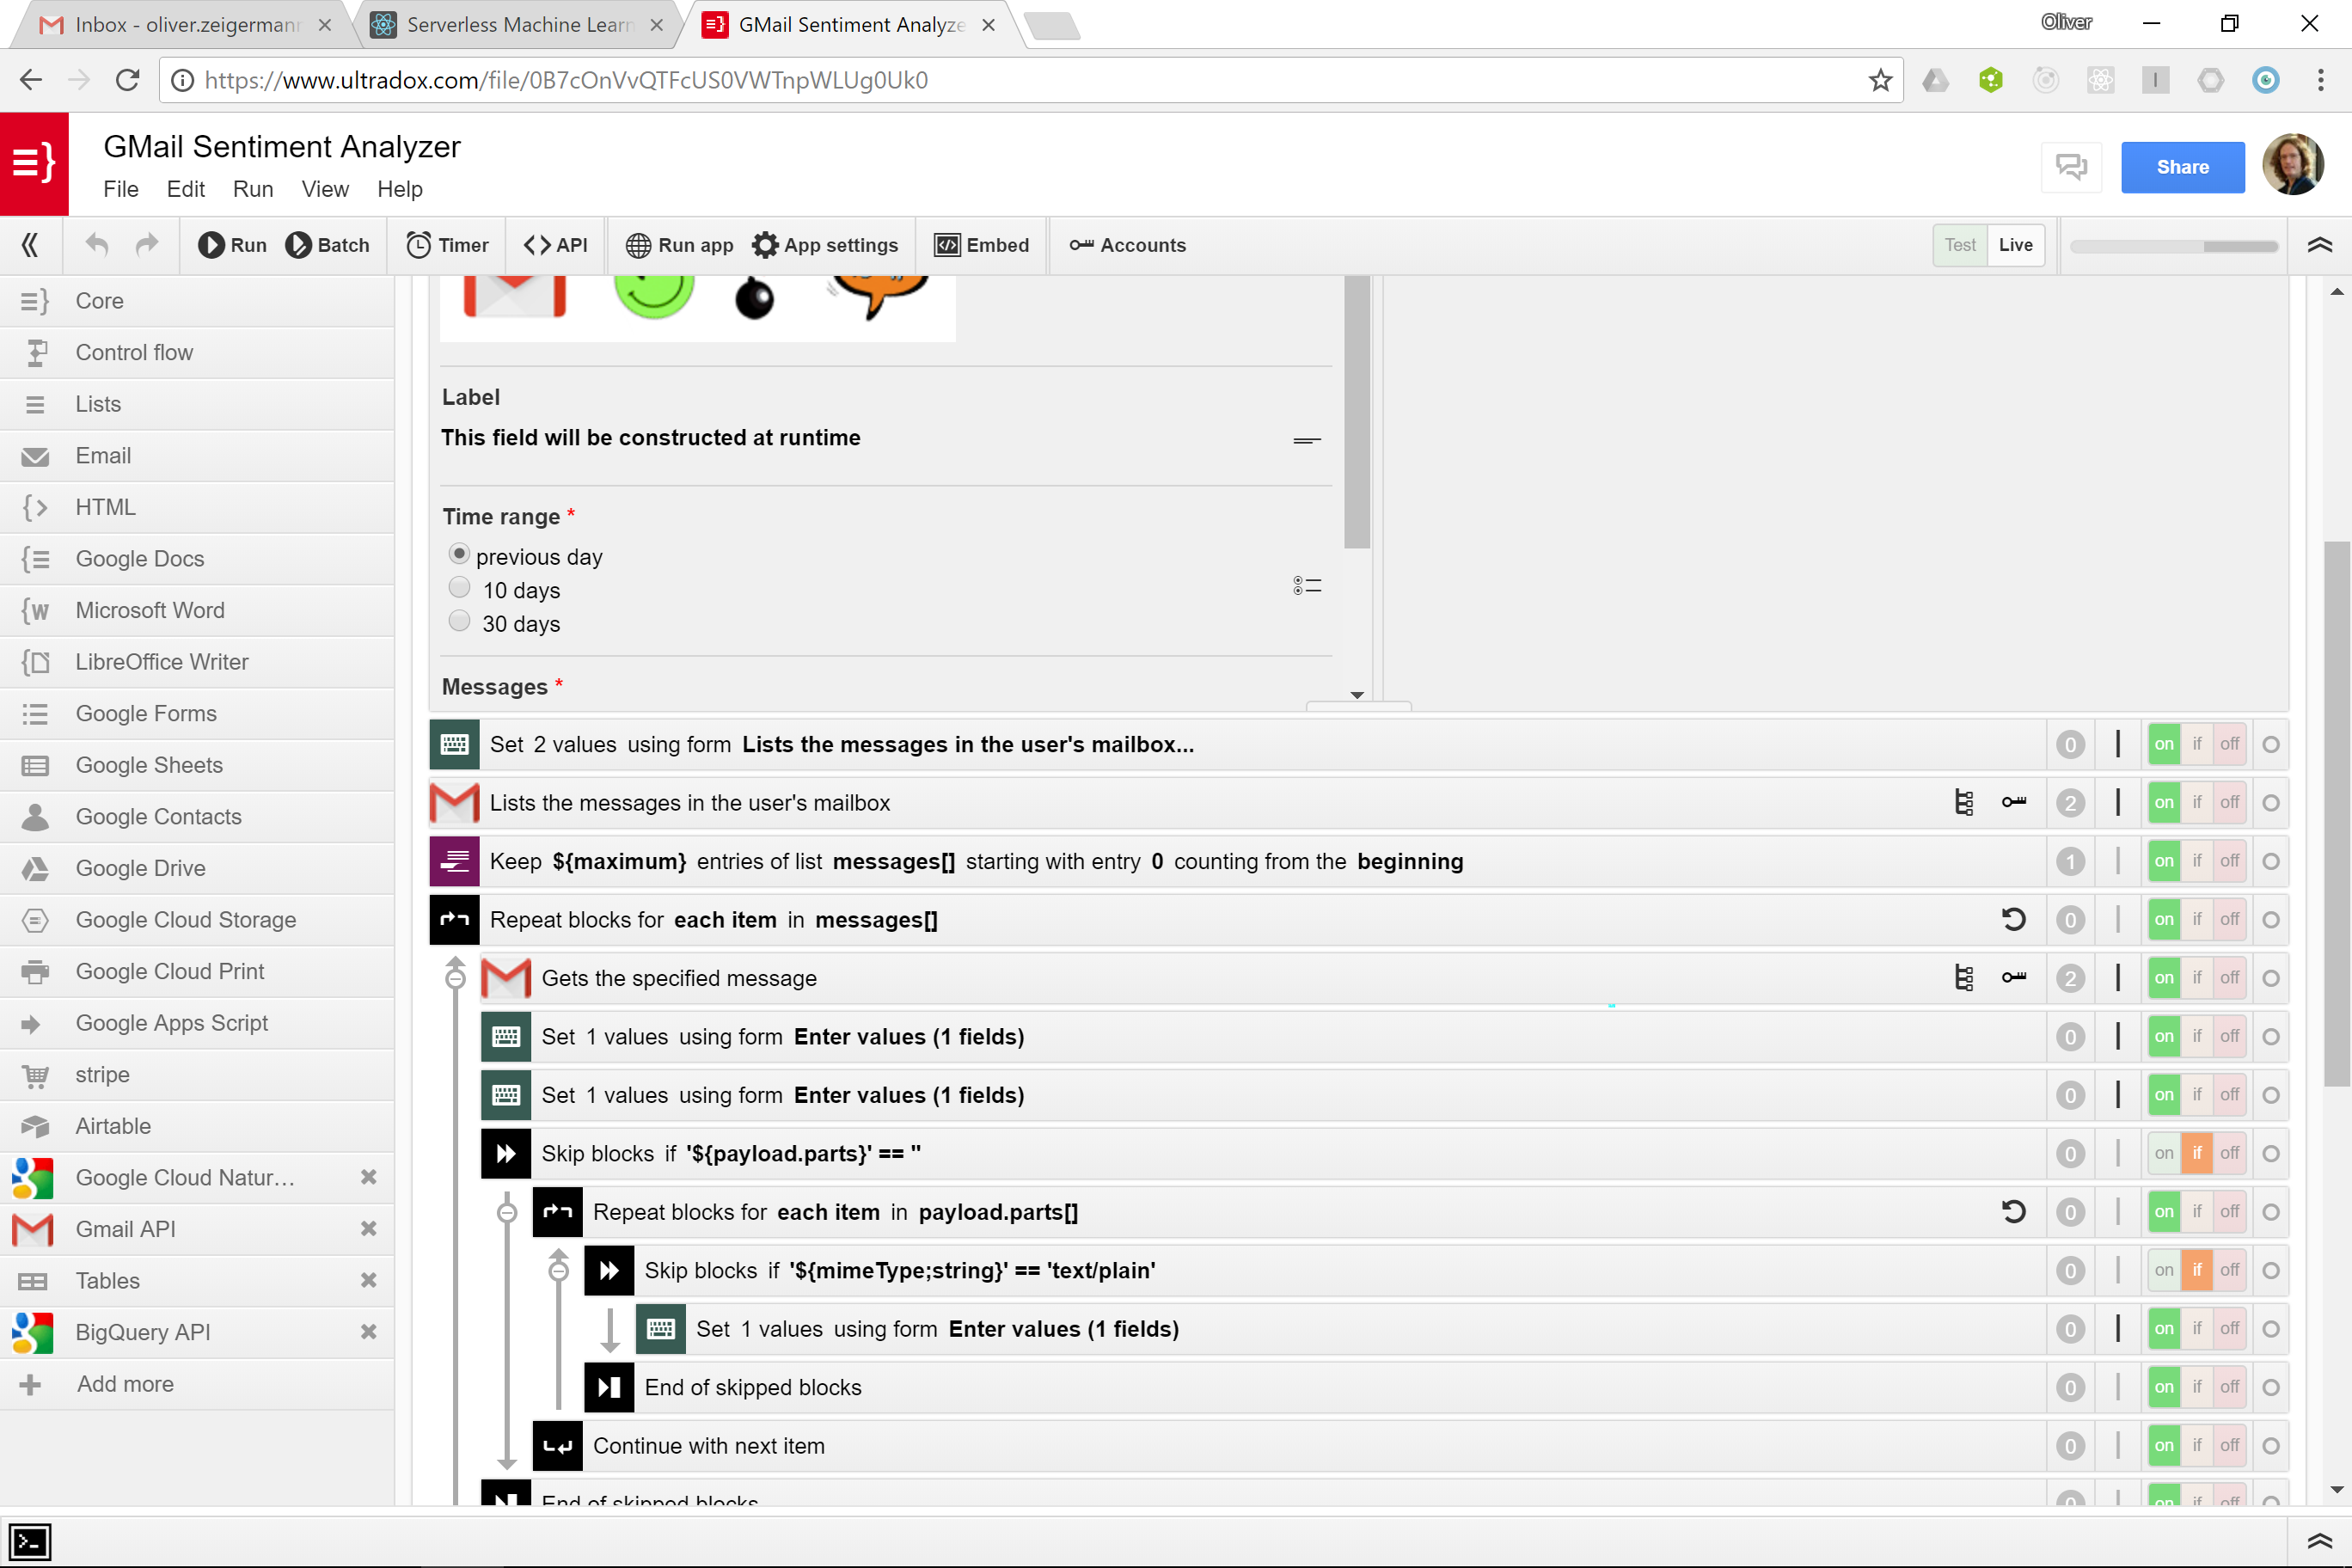 Inbox - oliver.zeigermann
Serverless Machine Learn
GMail Sentiment Analyze
Oliver
https://www.ultradox.com/file/0B7cOnVvQTFcUS0VWTnpWLUg0Uk0
GMail Sentiment Analyzer
File Edit Run View Help
Share
Run Batch Timer API Run app App settings Embed Accounts Test Live
Core
Control flow
Lists
Email
HTML
Google Docs
Microsoft Word
LibreOffice Writer
Google Forms
Google Sheets
Google Contacts
Google Drive
Google Cloud Storage
Google Cloud Print
Google Apps Script
stripe
Airtable
Google Cloud Natur...
Gmail API
Tables
BigQuery API
Add more
Label
This field will be constructed at runtime
Time range *
previous day
10 days
30 days
Messages *
Set 2 values using form Lists the messages in the user's mailbox... 0 on if off
Lists the messages in the user's mailbox 2 on if off
Keep ${maximum} entries of list messages[] starting with entry 0 counting from the beginning 1 on if off
Repeat blocks for each item in messages[] 0 on if off
Gets the specified message 2 on if off
Set 1 values using form Enter values (1 fields) 0 on if off
Set 1 values using form Enter values (1 fields) 0 on if off
Skip blocks if '${payload.parts}' == '' 0 on if off
Repeat blocks for each item in payload.parts[] 0 on if off
Skip blocks if '${mimeType;string}' == 'text/plain' 0 on if off
Set 1 values using form Enter values (1 fields) 0 on if off
End of skipped blocks 0 on if off
Continue with next item 0 on if off
End of skipped blocks 0 on if off